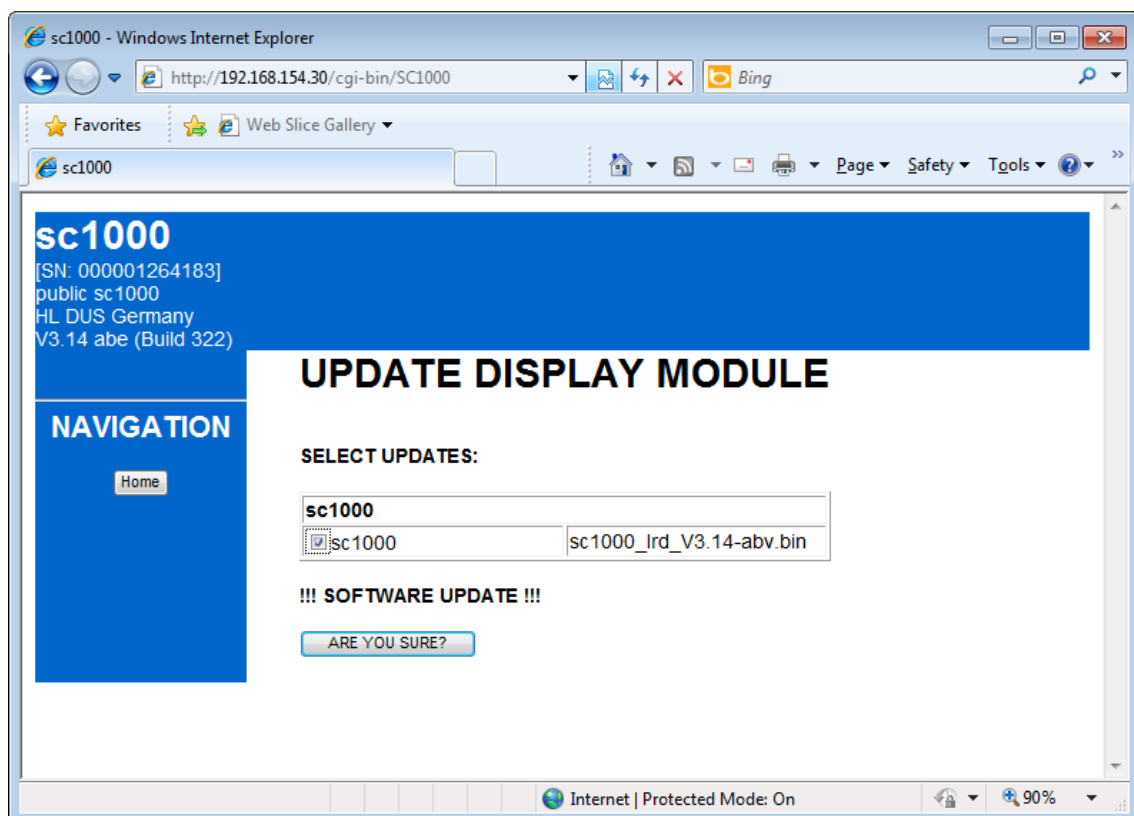 sc1000 - Windows Internet Explorer
http://192.168.154.30/cgi-bin/SC1000
Bing
Favorites
Web Slice Gallery
sc1000
Page
Safety
Tools
sc1000
[SN: 000001264183]
public sc1000
HL DUS Germany
V3.14 abe (Build 322)
UPDATE DISPLAY MODULE
NAVIGATION
Home
SELECT UPDATES:
sc1000
sc1000 sc1000_lrd_V3.14-abv.bin
!!! SOFTWARE UPDATE !!!
ARE YOU SURE?
Internet | Protected Mode: On
90%